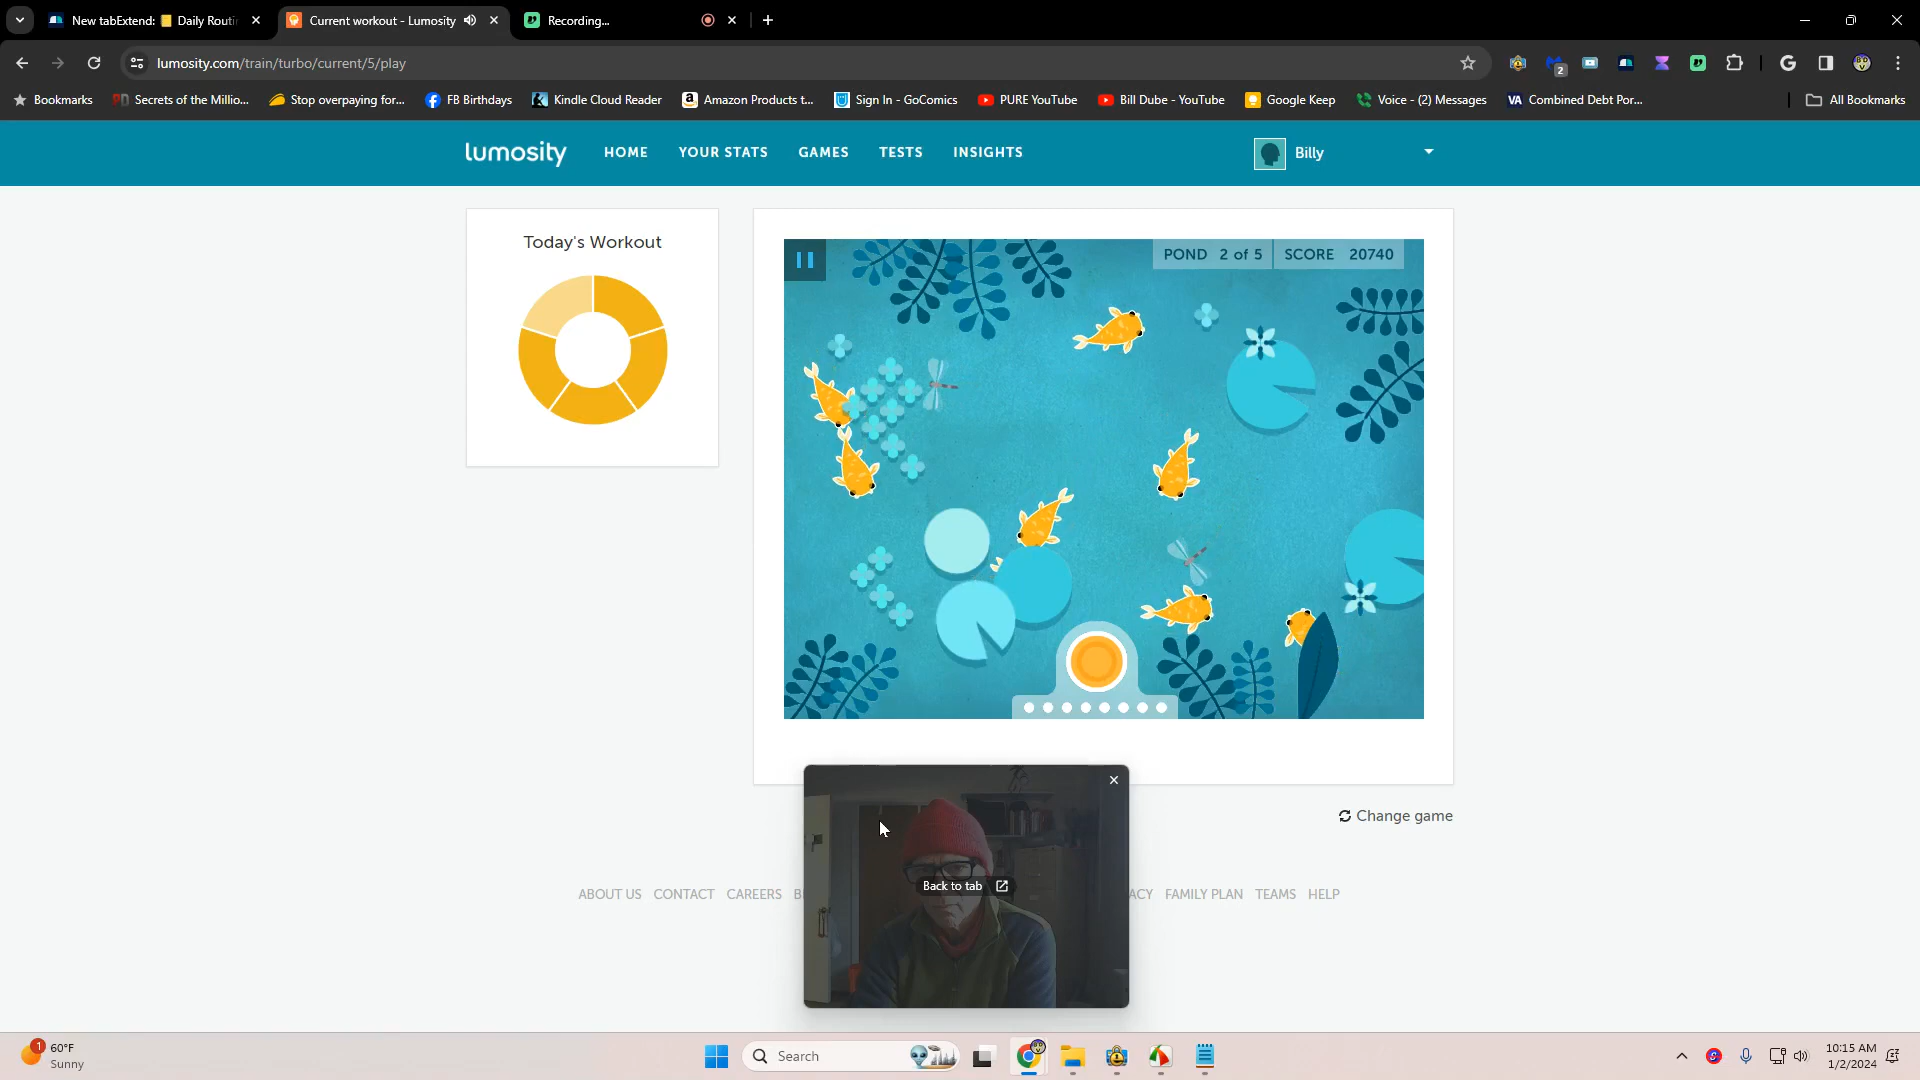 New tabExtend: Daily Routi
Current workout - Lumosity
Recording...
lumosity.com/train/turbo/current/5/play
2
Bookmarks
Secrets of the Millio...
Stop overpaying for...
FB Birthdays
Kindle Cloud Reader
Amazon Products t...
Sign In - GoComics
PURE YouTube
Bill Dube - YouTube
Google Keep
Voice - (2) Messages
VA Combined Debt Por...
All Bookmarks
lumosity
HOME
YOUR STATS
GAMES
TESTS
INSIGHTS
Billy
Today's Workout
POND 2 of 5
SCORE 20740
Change game
Back to tab
ABOUT US CONTACT CAREERS B
ACY FAMILY PLAN TEAMS HELP
1
60°F
Sunny
Search
10:15 AM
1/2/2024